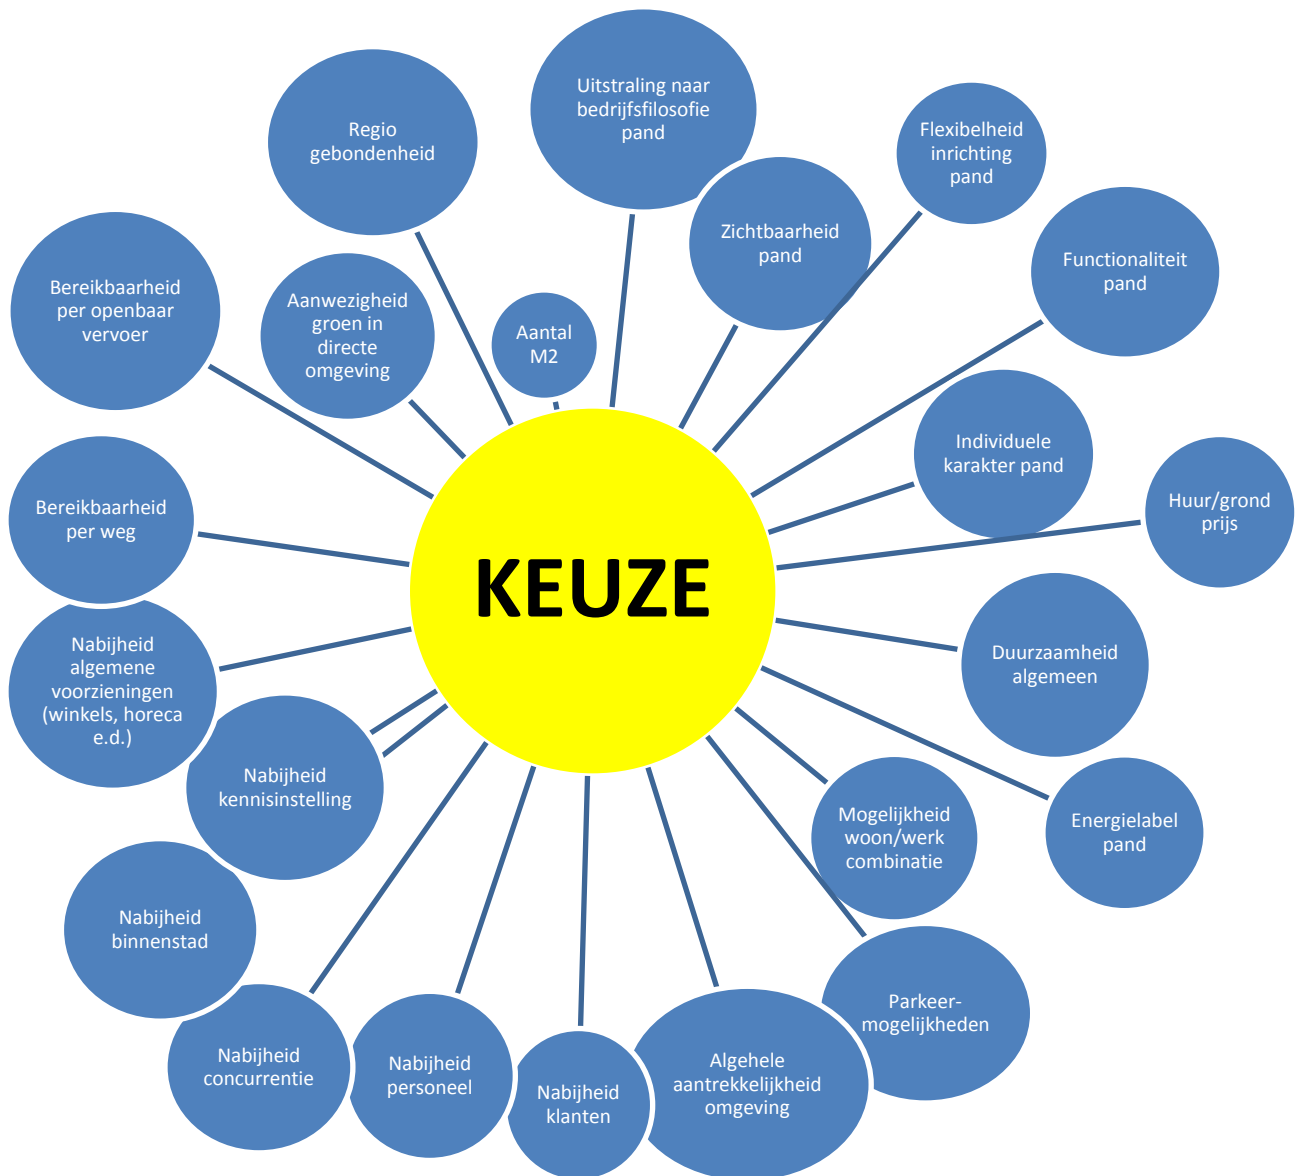 Uitstraling naar
bedrijfsfilosofie
pand
Regio
gebondenheid
Flexibelheid
inrichting
pand
Zichtbaarheid
pand
Functionaliteit
pand
Bereikbaarheid
per openbaar
vervoer
Aanwezigheid
groen in
directe
omgeving
Aantal
M2
Individuele
karakter pand
Huur/grond
prijs
Bereikbaarheid
per weg
KEUZE
Duurzaamheid
algemeen
Nabijheid
algemene
voorzieningen
(winkels, horeca
e.d.)
Nabijheid
kennisinstelling
Mogelijkheid
woon/werk
combinatie
Energielabel
pand
Nabijheid
binnenstad
Parkeer-
mogelijkheden
Nabijheid
concurrentie
Nabijheid
personeel
Nabijheid
klanten
Algehele
aantrekkelijkheid
omgeving